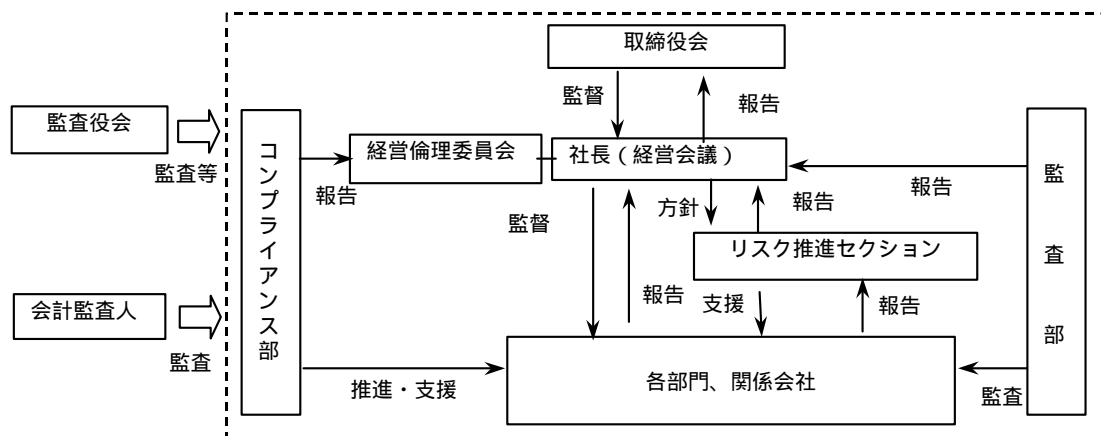 取締役会
監督
報告
監査役会
監査等
コンプライアンス部
報告
経営倫理委員会
社長（経営会議）
報告
監査部
監督
方針
報告
リスク推進セクション
報告
支援
報告
会計監査人
監査
推進・支援
各部門、関係会社
監査